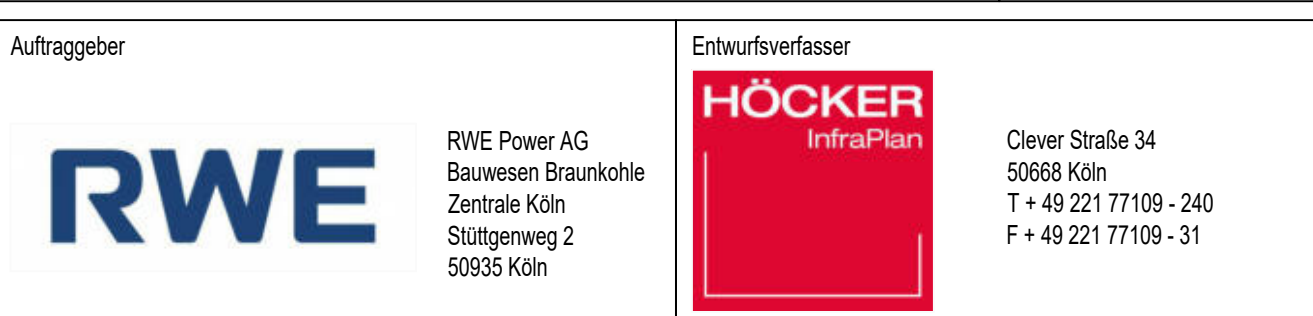 Auftraggeber
RWE
RWE Power AG
Bauwesen Braunkohle
Zentrale Köln
Stüttgenweg 2
50935 Köln
Entwurfsverfasser
HÖCKER
InfraPlan
Clever Straße 34
50668 Köln
T + 49 221 77109 - 240
F + 49 221 77109 - 31